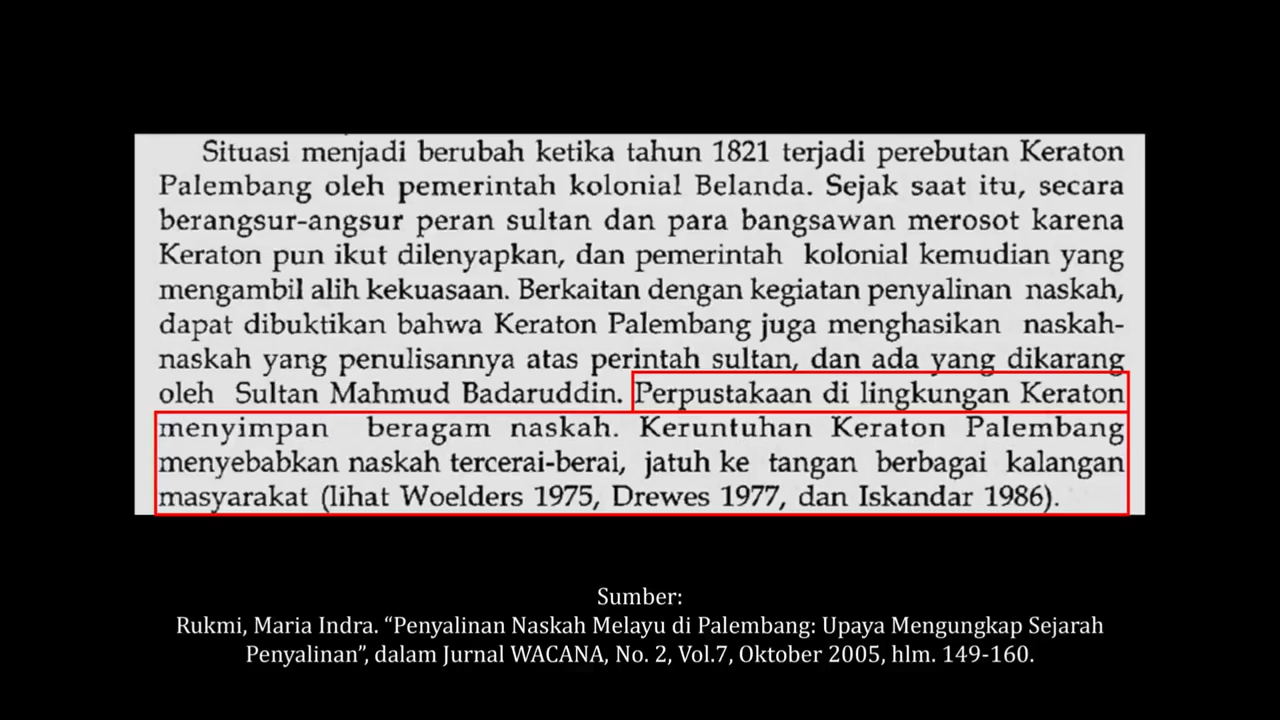 Situasi menjadi berubah ketika tahun 1821 terjadi perebutan Keraton
Palembang oleh pemerintah kolonial Belanda. Sejak saat itu, secara
berangsur-angsur peran sultan dan para bangsawan merosot karena
Keraton pun ikut dilenyapkan, dan pemerintah kolonial kemudian yang
mengambil alih kekuasaan. Berkaitan dengan kegiatan penyalinan naskah,
dapat dibuktikan bahwa Keraton Palembang juga menghasikan naskah-
naskah yang penulisannya atas perintah sultan, dan ada yang dikarang
oleh Sultan Mahmud Badaruddin. Perpustakaan di lingkungan Keraton
menyimpan beragam naskah. Keruntuhan Keraton Palembang
menyebabkan naskah tercerai-berai, jatuh ke tangan berbagai kalangan
masyarakat (lihat Woelders 1975, Drewes 1977, dan Iskandar 1986).
Sumber:
Rukmi, Maria Indra. “Penyalinan Naskah Melayu di Palembang: Upaya Mengungkap Sejarah
Penyalinan”, dalam Jurnal WACANA, No. 2, Vol.7, Oktober 2005, hlm. 149-160.